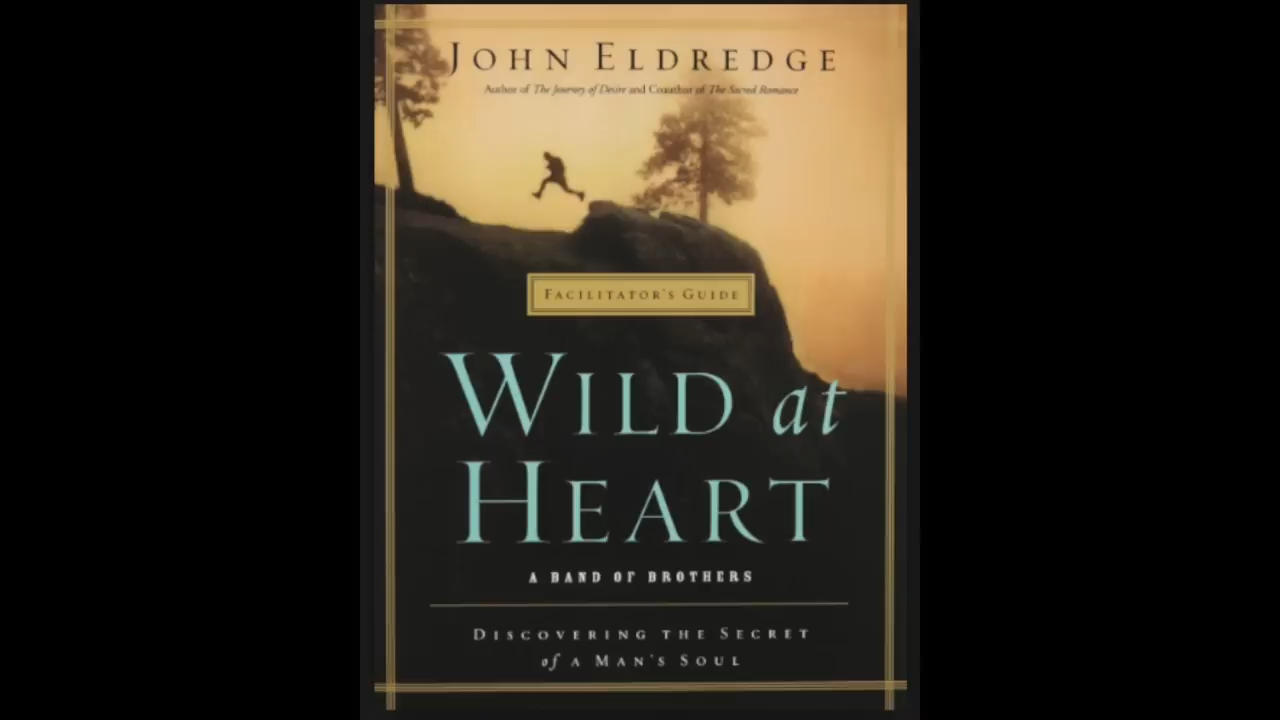 JOHN ELDREDGE
Author of The Journey of Desire and Coauthor of The Sacred Romance
FACILITATOR'S GUIDE
WILD at
HEART
A BAND OF BROTHERS
DISCOVERING THE SECRET
of A MAN'S SOUL